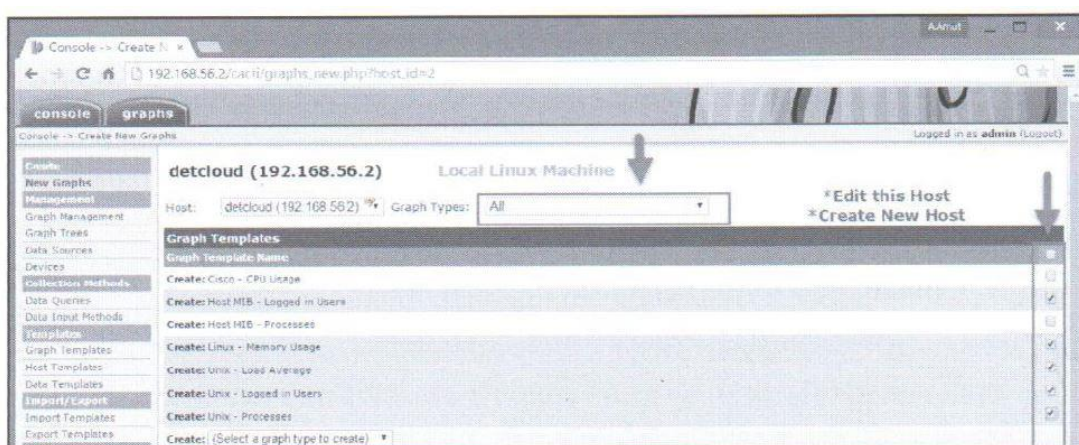 AAmut
Console -> Create N
192.168.56.2/cacti/graphs_new.php?host_id=2
console graphs
Console -> Create New Graphs
Logged in as admin (Logout)
Create
New Graphs
Management
Graph Management
Graph Trees
Data Sources
Devices
Collection Methods
Data Queries
Data Input Methods
Templates
Graph Templates
Host Templates
Data Templates
Import/Export
Import Templates
Export Templates
detcloud (192.168.56.2) Local Linux Machine
Host: detcloud (192.168.56.2) Graph Types: All
*Edit this Host
*Create New Host
Graph Templates
Graph Template Name
Create: Cisco - CPU Usage
Create: Host MIB - Logged in Users
Create: Host MIB - Processes
Create: Linux - Memory Usage
Create: Unix - Load Average
Create: Unix - Logged in Users
Create: Unix - Processes
Create: (Select a graph type to create)